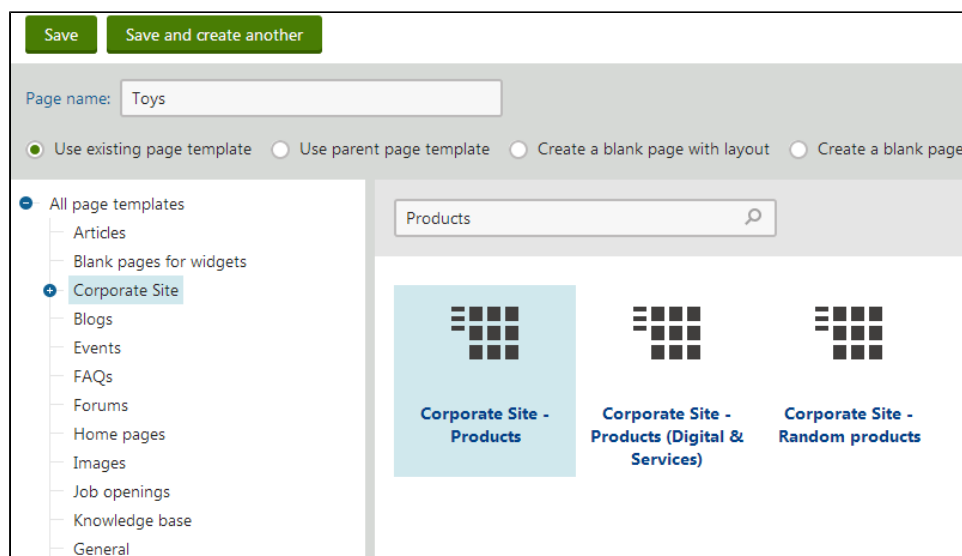 Save
Save and create another
Page name:
Toys
Use existing page template
Use parent page template
Create a blank page with layout
Create a blank page
All page templates
Articles
Blank pages for widgets
Corporate Site
Blogs
Events
FAQs
Forums
Home pages
Images
Job openings
Knowledge base
General
Products
Corporate Site -
Products
Corporate Site -
Products (Digital &
Services)
Corporate Site -
Random products